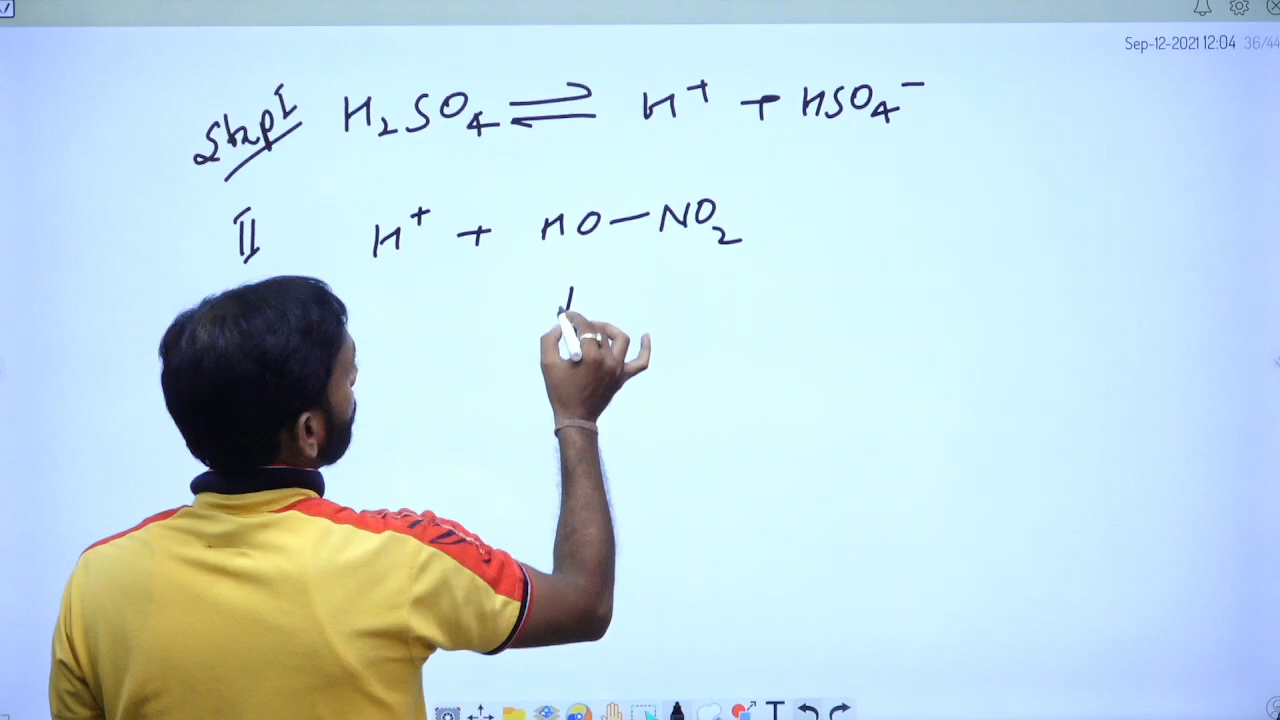 Sep-12-2021 12:04 36/44
Step I H₂SO₄ ⇌ H⁺ + HSO₄⁻
II H⁺ + HO—NO₂
T